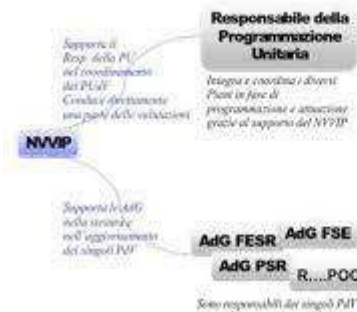 Responsabile della
Programmazione
Unitaria
Supporta il
Resp. della PU
nel coordinamento
dei PUdV
Conduce direttamente
una parte delle valutazioni
Integra e coordina i diversi
Piani in fase di
programmazione e attuazione
grazie al supporto del NVVIP
NVVIP
Supporta le AdG
nella stesura e
nell'aggiornamento
dei singoli PdV
AdG FESR
AdG FSE
AdG PSR
R....POC
Sono responsabili dei singoli PdV